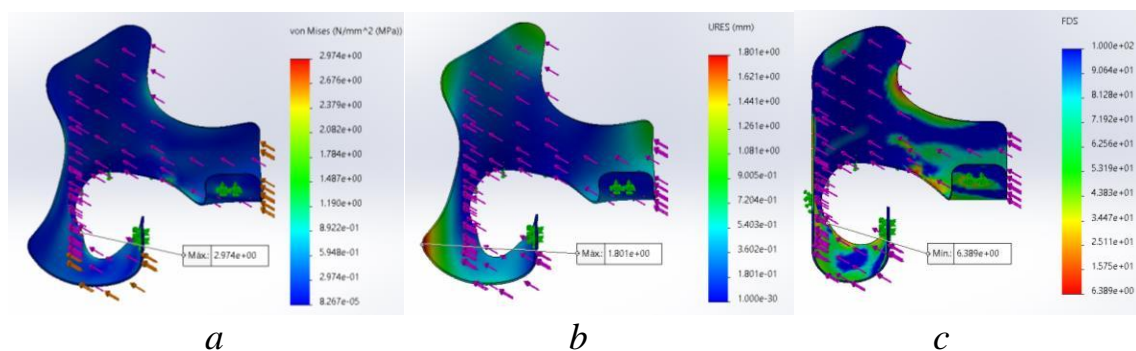 von Mises (N/mm^2 (MPa))
2.974e+00
2.676e+00
2.379e+00
2.082e+00
1.784e+00
1.487e+00
1.190e+00
8.922e-01
5.948e-01
2.974e-01
8.267e-05
Máx.: 2.974e+00
a
URES (mm)
1.801e+00
1.621e+00
1.441e+00
1.261e+00
1.081e+00
9.005e-01
7.204e-01
5.403e-01
3.602e-01
1.801e-01
1.000e-30
Máx.: 1.801e+00
b
FDS
1.000e+02
9.064e+01
8.128e+01
7.192e+01
6.256e+01
5.319e+01
4.383e+01
3.447e+01
2.511e+01
1.575e+01
6.389e+00
Mín.: 6.389e+00
c